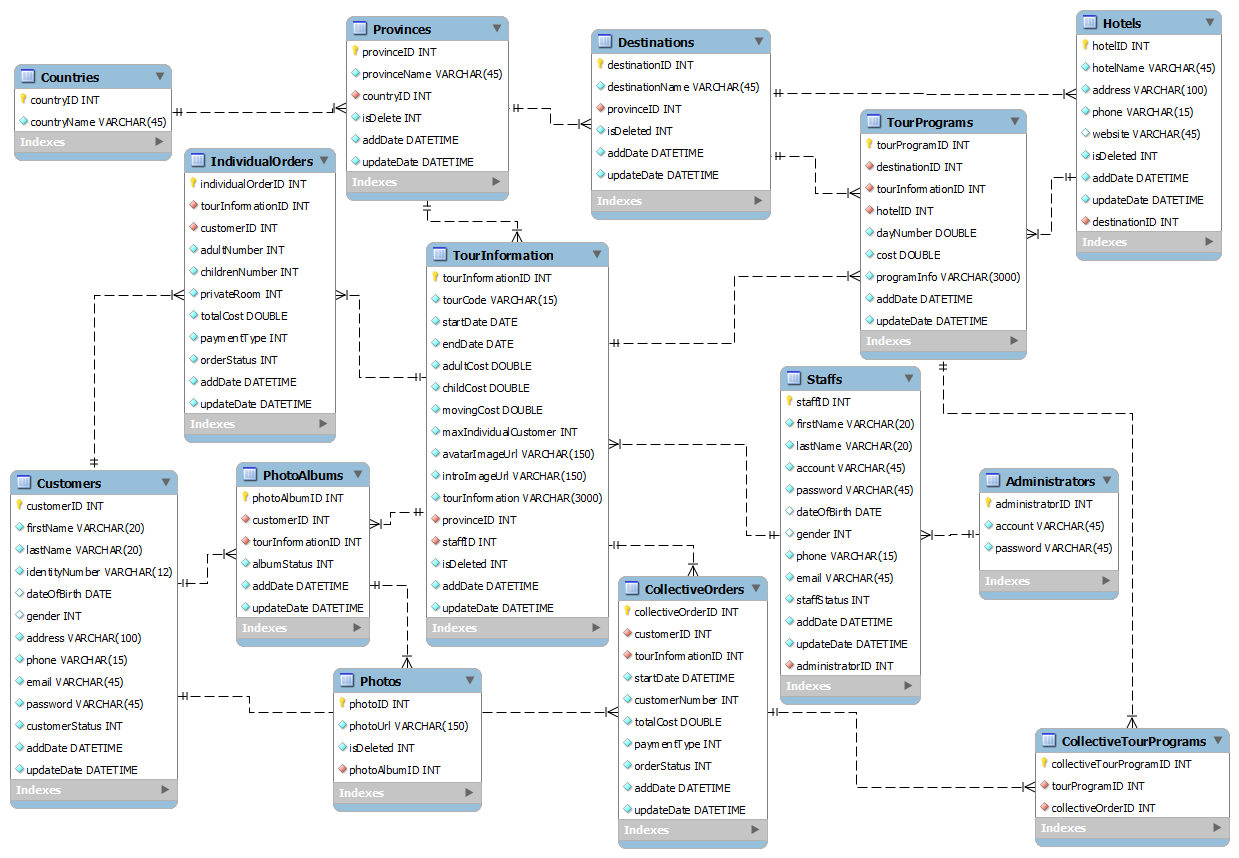 Countries
countryID INT
countryName VARCHAR(45)
Indexes
Provinces
provinceID INT
provinceName VARCHAR(45)
countryID INT
isDelete INT
addDate DATETIME
updateDate DATETIME
Indexes
Destinations
destinationID INT
destinationName VARCHAR(45)
provinceID INT
isDeleted INT
addDate DATETIME
updateDate DATETIME
Indexes
Hotels
hotelID INT
hotelName VARCHAR(45)
address VARCHAR(100)
phone VARCHAR(15)
website VARCHAR(45)
isDeleted INT
addDate DATETIME
updateDate DATETIME
destinationID INT
Indexes
TourPrograms
tourProgramID INT
destinationID INT
tourInformationID INT
hotelID INT
dayNumber DOUBLE
cost DOUBLE
programInfo VARCHAR(3000)
addDate DATETIME
updateDate DATETIME
Indexes
IndividualOrders
individualOrderID INT
tourInformationID INT
customerID INT
adultNumber INT
childrenNumber INT
privateRoom INT
totalCost DOUBLE
paymentType INT
orderStatus INT
addDate DATETIME
updateDate DATETIME
Indexes
TourInformation
tourInformationID INT
tourCode VARCHAR(15)
startDate DATE
endDate DATE
adultCost DOUBLE
childCost DOUBLE
movingCost DOUBLE
maxIndividualCustomer INT
avatarImageUrl VARCHAR(150)
introImageUrl VARCHAR(150)
tourInformation VARCHAR(3000)
provinceID INT
staffID INT
isDeleted INT
addDate DATETIME
updateDate DATETIME
Indexes
Staffs
staffID INT
firstName VARCHAR(20)
lastName VARCHAR(20)
account VARCHAR(45)
password VARCHAR(45)
dateOfBirth DATE
gender INT
phone VARCHAR(15)
email VARCHAR(45)
staffStatus INT
addDate DATETIME
updateDate DATETIME
administratorID INT
Indexes
Administrators
administratorID INT
account VARCHAR(45)
password VARCHAR(45)
Indexes
Customers
customerID INT
firstName VARCHAR(20)
lastName VARCHAR(20)
identityNumber VARCHAR(12)
dateOfBirth DATE
gender INT
address VARCHAR(100)
phone VARCHAR(15)
email VARCHAR(45)
password VARCHAR(45)
customerStatus INT
addDate DATETIME
updateDate DATETIME
Indexes
PhotoAlbums
photoAlbumID INT
customerID INT
tourInformationID INT
albumStatus INT
addDate DATETIME
updateDate DATETIME
Indexes
Photos
photoID INT
photoUrl VARCHAR(150)
isDeleted INT
photoAlbumID INT
Indexes
CollectiveOrders
collectiveOrderID INT
customerID INT
tourInformationID INT
startDate DATETIME
customerNumber INT
totalCost DOUBLE
paymentType INT
orderStatus INT
addDate DATETIME
updateDate DATETIME
Indexes
CollectiveTourPrograms
collectiveTourProgramID INT
tourProgramID INT
collectiveOrderID INT
Indexes